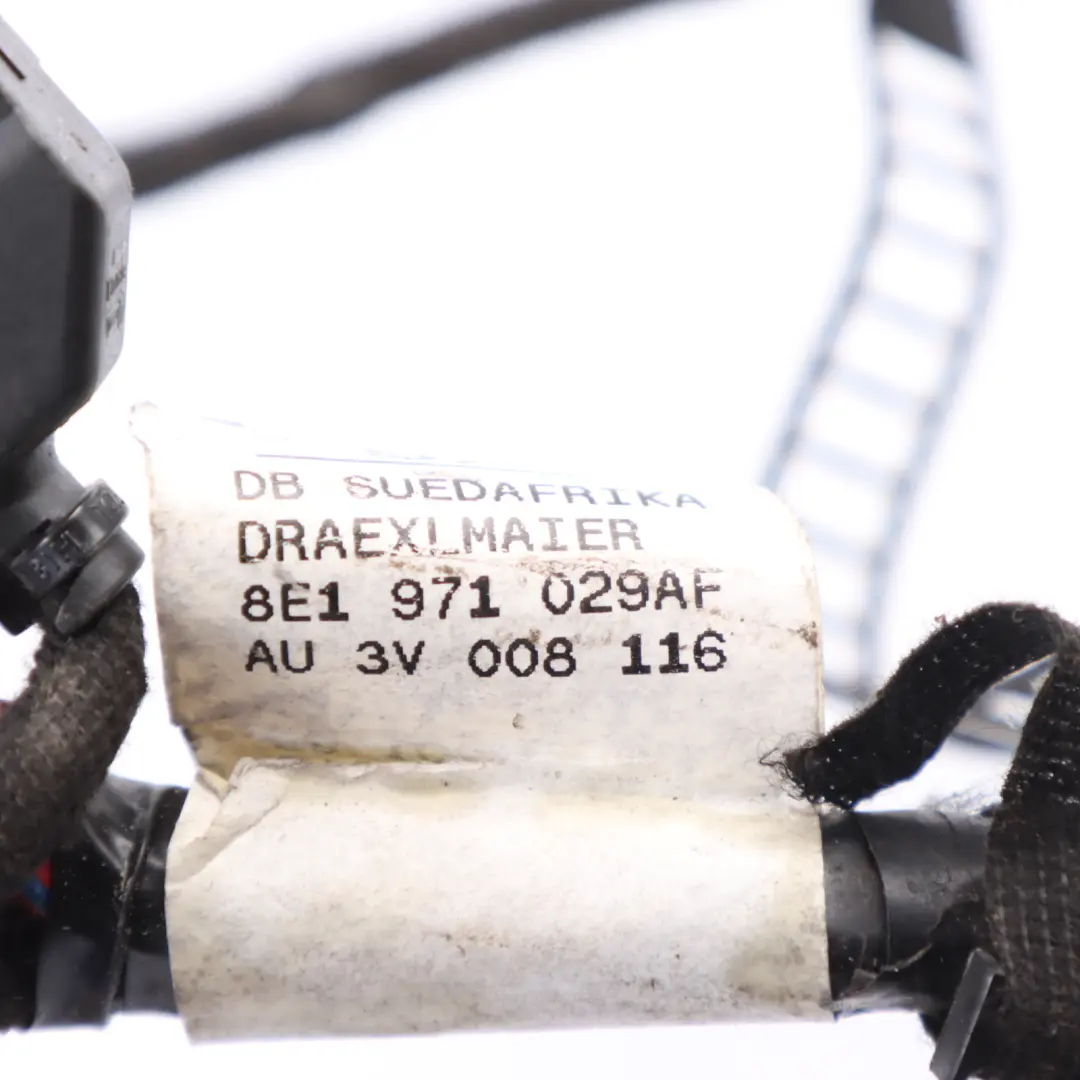 DB SUEDAFRIKA
DRAEXLMAIER
8E1 971 029AF
AU 3V 008 116